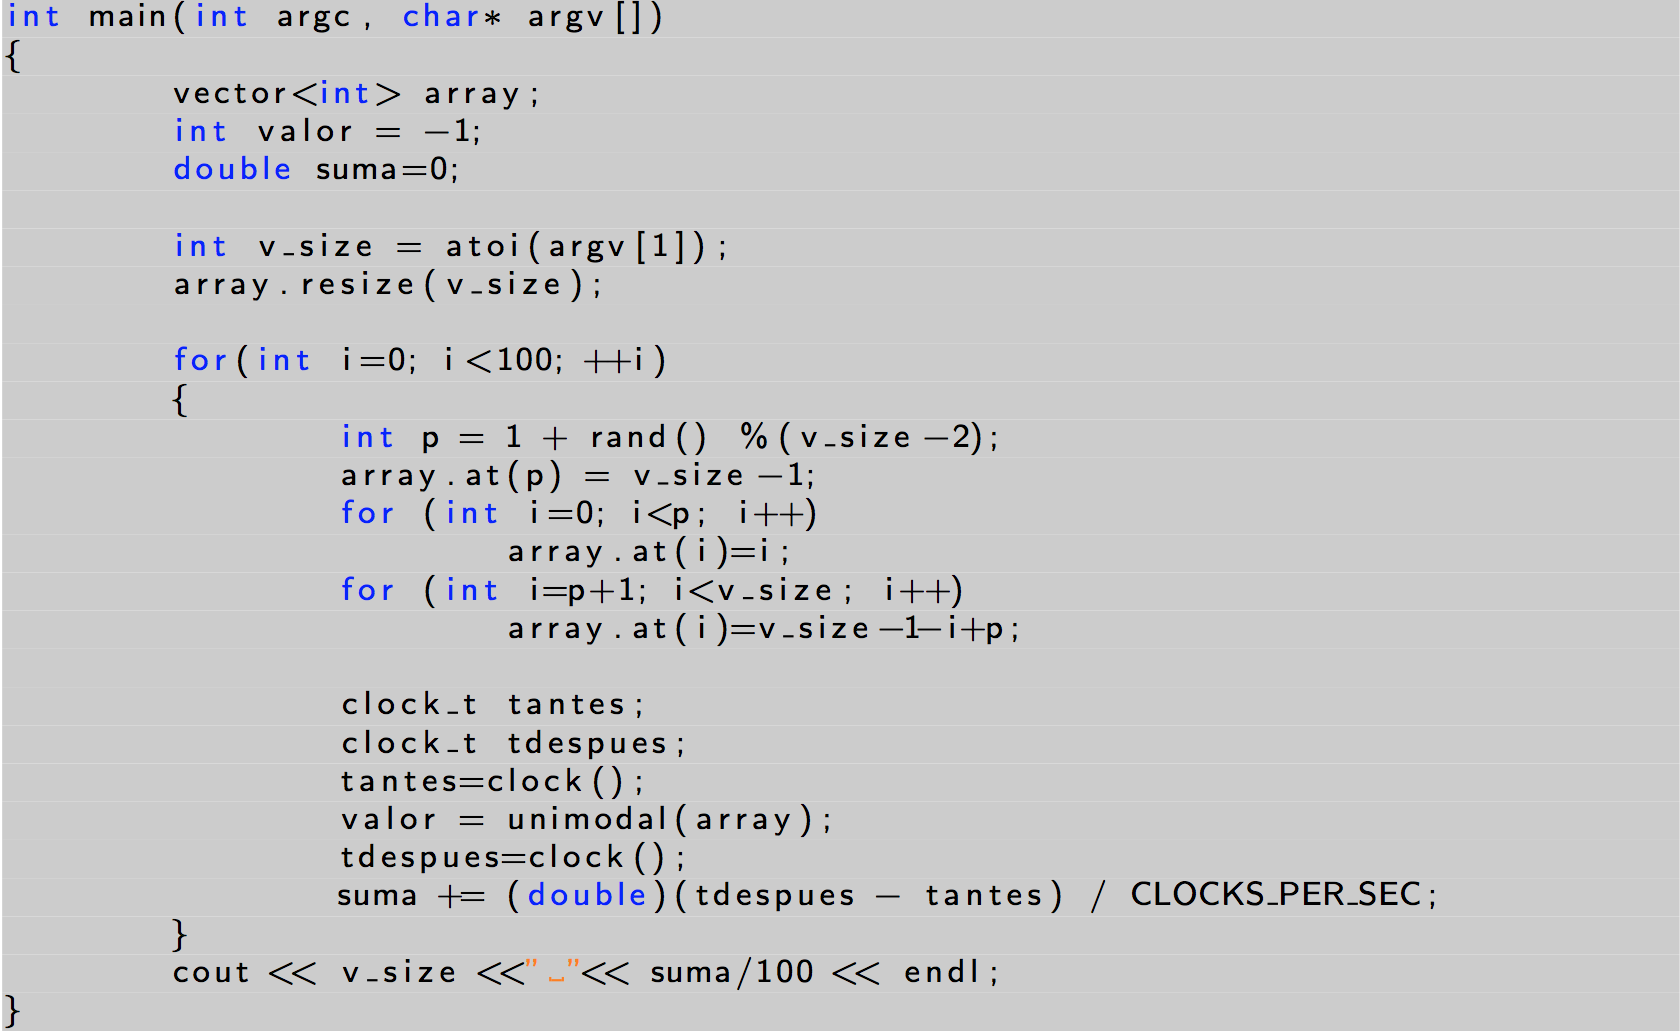 int main(int argc, char* argv[])
{
vector<int> array;
int valor = -1;
double suma=0;
int v_size = atoi(argv[1]);
array.resize(v_size);
for(int i=0; i<100; ++i)
{
int p = 1 + rand() %(v_size-2);
array.at(p) = v_size-1;
for (int i=0; i<p; i++)
array.at(i)=i;
for (int i=p+1; i<v_size; i++)
array.at(i)=v_size-1-i+p;
clock_t tantes;
clock_t tdespues;
tantes=clock();
valor = unimodal(array);
tdespues=clock();
suma += (double)(tdespues - tantes) / CLOCKS_PER_SEC;
}
cout << v_size <<"␣"<< suma/100 << endl;
}